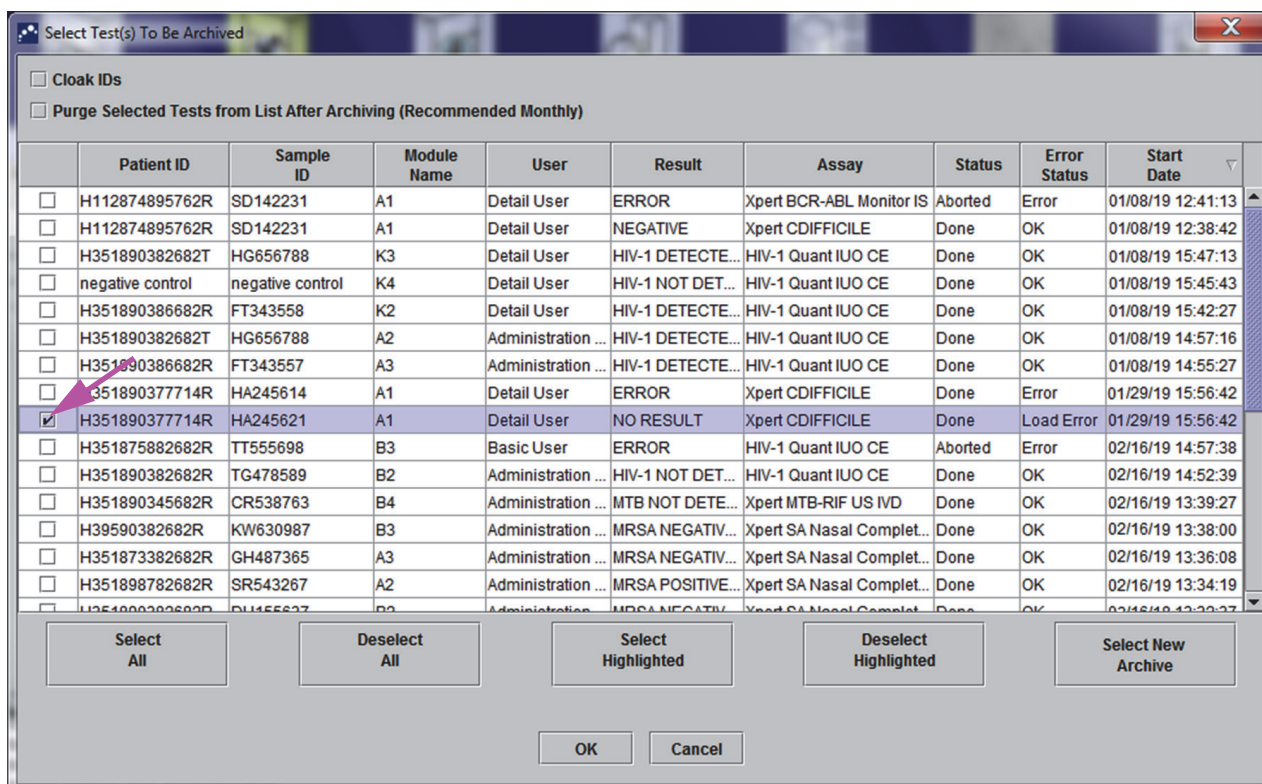 Select Test(s) To Be Archived
Cloak IDs
Purge Selected Tests from List After Archiving (Recommended Monthly)
Patient ID Sample ID Module Name User Result Assay Status Error Status Start Date
H112874895762R SD142231 A1 Detail User ERROR Xpert BCR-ABL Monitor IS Aborted Error 01/08/19 12:41:13
H112874895762R SD142231 A1 Detail User NEGATIVE Xpert CDIFFICILE Done OK 01/08/19 12:38:42
H351890382682T HG656788 K3 Detail User HIV-1 DETECTE... HIV-1 Quant IUO CE Done OK 01/08/19 15:47:13
negative control negative control K4 Detail User HIV-1 NOT DET... HIV-1 Quant IUO CE Done OK 01/08/19 15:45:43
H351890386682R FT343558 K2 Detail User HIV-1 DETECTE... HIV-1 Quant IUO CE Done OK 01/08/19 15:42:27
H351890382682T HG656788 A2 Administration ... HIV-1 DETECTE... HIV-1 Quant IUO CE Done OK 01/08/19 14:57:16
H351890386682R FT343557 A3 Administration ... HIV-1 DETECTE... HIV-1 Quant IUO CE Done OK 01/08/19 14:55:27
H351890377714R HA245614 A1 Detail User ERROR Xpert CDIFFICILE Done Error 01/29/19 15:56:42
H351890377714R HA245621 A1 Detail User NO RESULT Xpert CDIFFICILE Done Load Error 01/29/19 15:56:42
H351875882682R TT555698 B3 Basic User ERROR HIV-1 Quant IUO CE Aborted Error 02/16/19 14:57:38
H351890382682R TG478589 B2 Administration ... HIV-1 NOT DET... HIV-1 Quant IUO CE Done OK 02/16/19 14:52:39
H351890345682R CR538763 B4 Administration ... MTB NOT DETE... Xpert MTB-RIF US IVD Done OK 02/16/19 13:39:27
H39590382682R KW630987 B3 Administration ... MRSA NEGATIV... Xpert SA Nasal Complet... Done OK 02/16/19 13:38:00
H351873382682R GH487365 A3 Administration ... MRSA NEGATIV... Xpert SA Nasal Complet... Done OK 02/16/19 13:36:08
H351898782682R SR543267 A2 Administration ... MRSA POSITIVE... Xpert SA Nasal Complet... Done OK 02/16/19 13:34:19
Select All Deselect All Select Highlighted Deselect Highlighted Select New Archive
OK Cancel